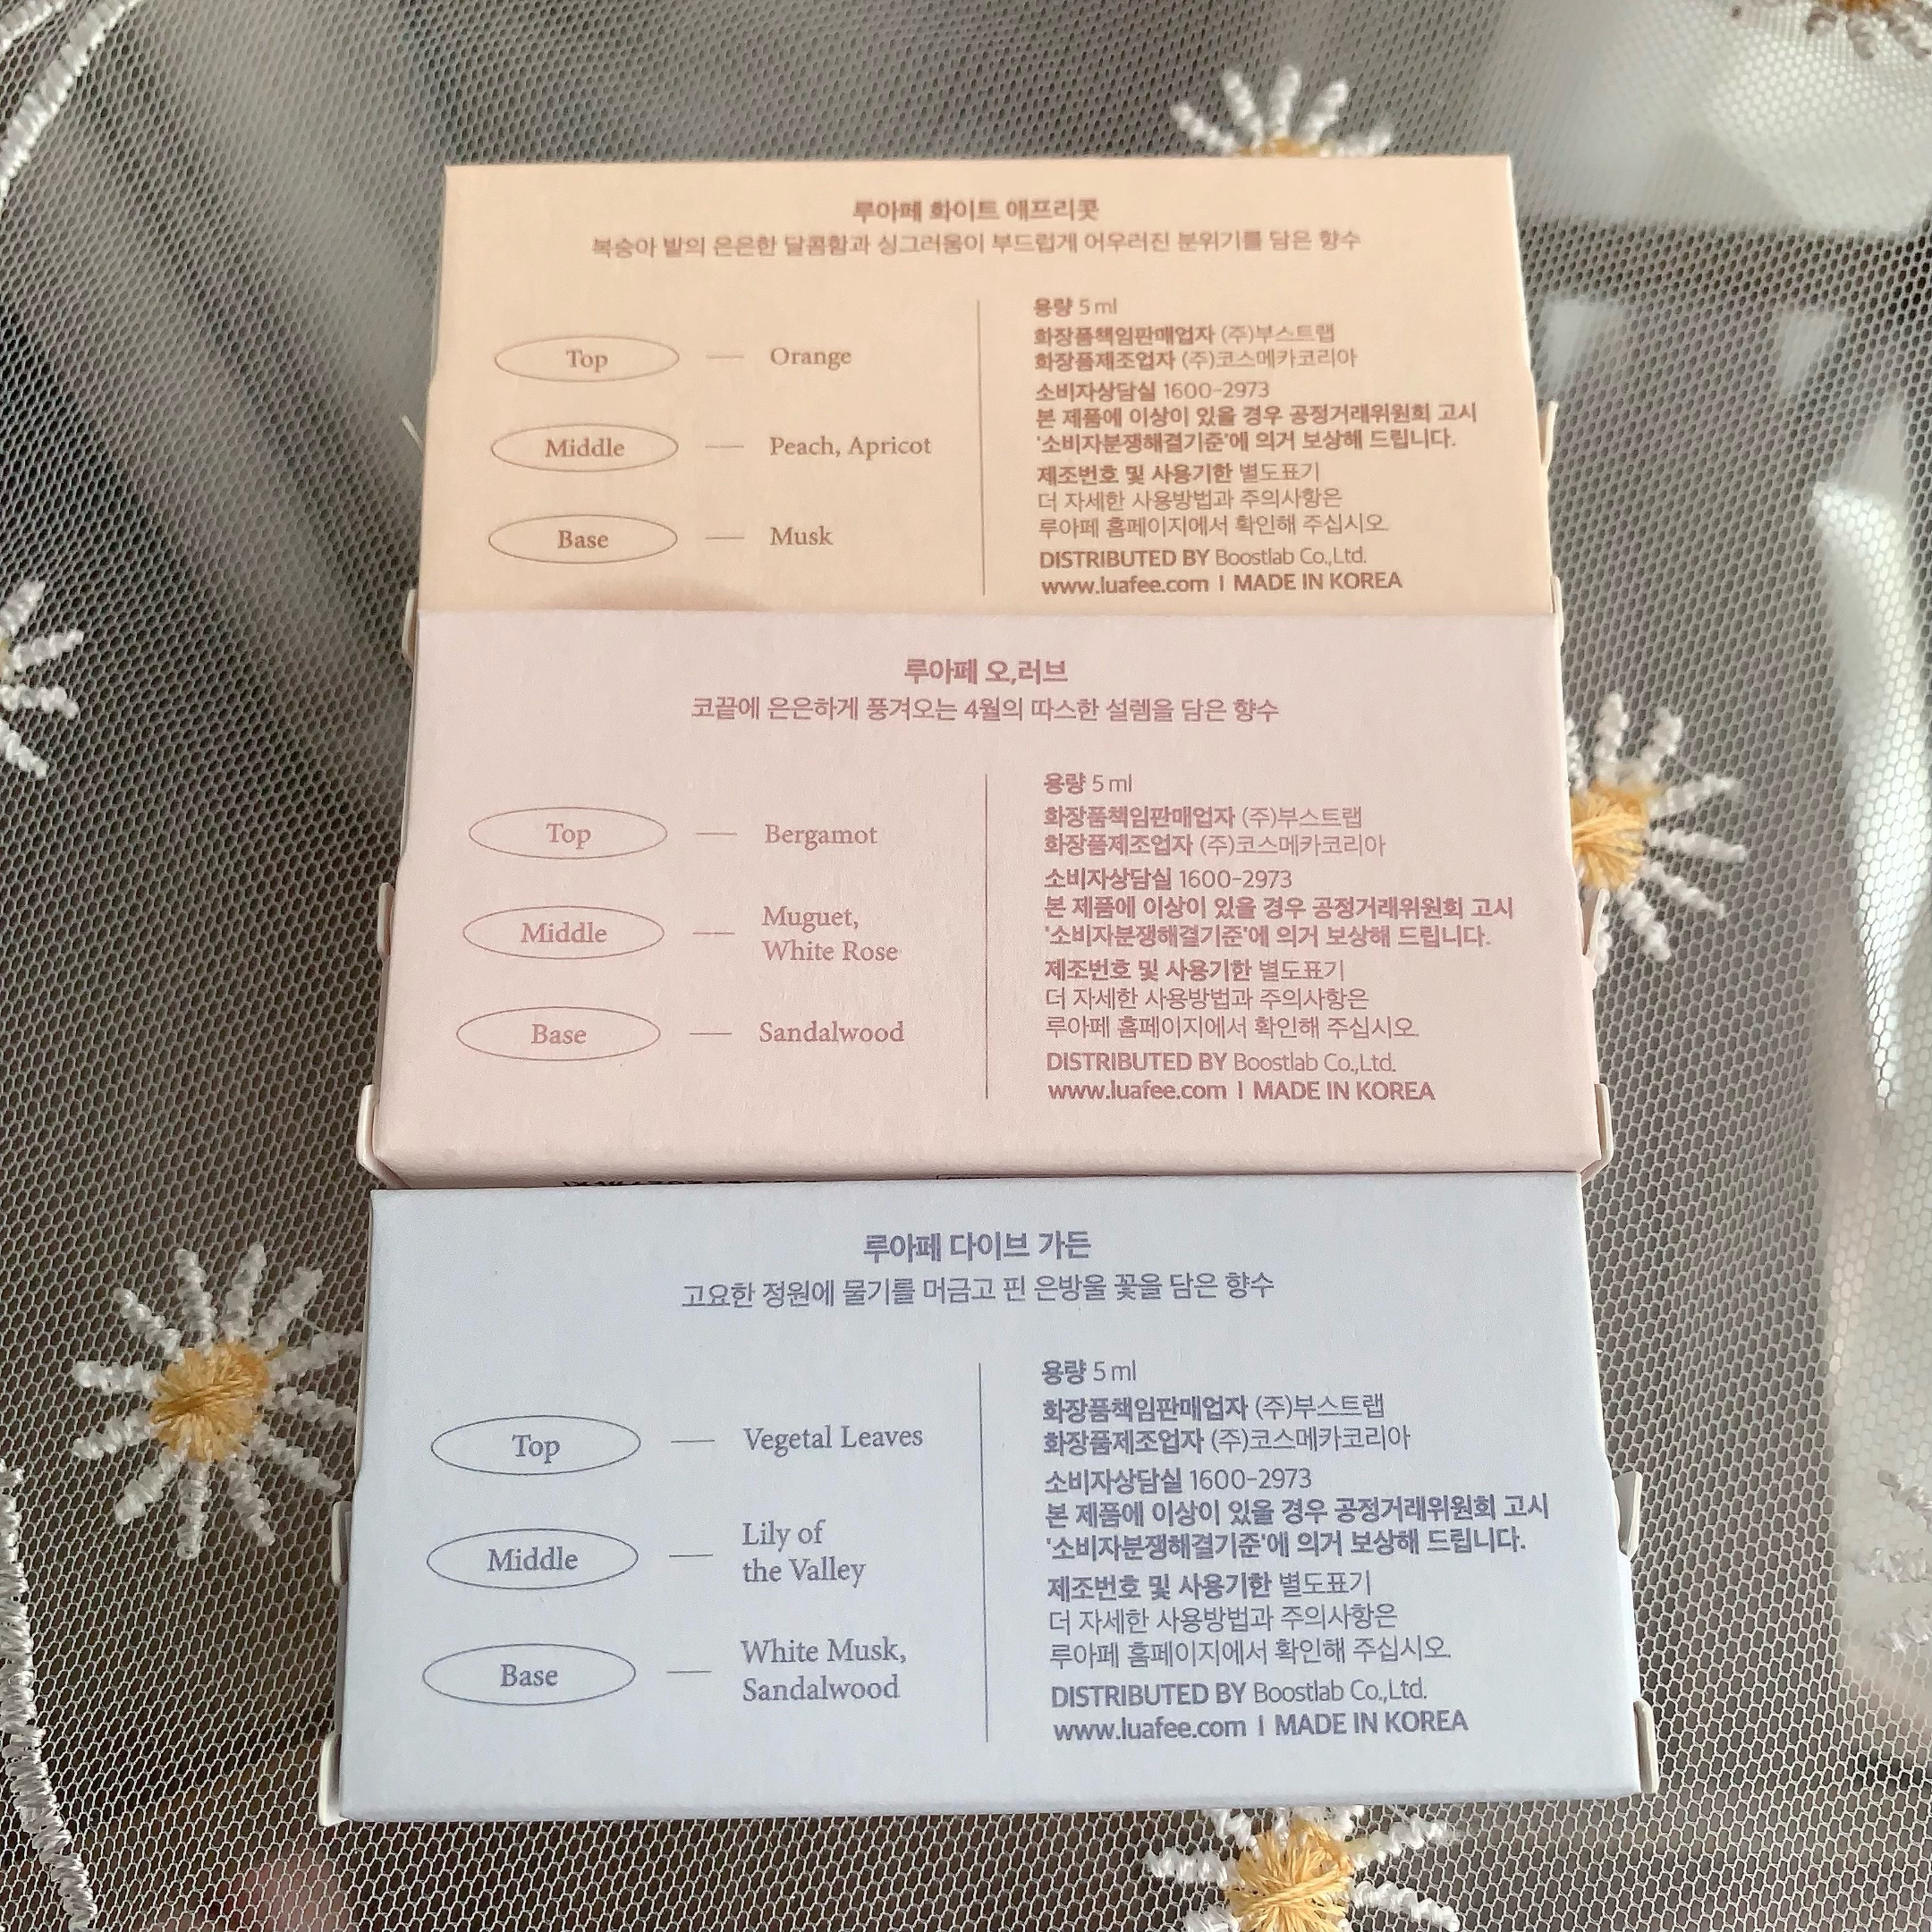 루아페 화이트 애프리콧
복숭아 밭의 은은한 달콤함과 싱그러움이 부드럽게 어우러진 분위기를 담은 향수
Top — Orange
Middle — Peach, Apricot
Base — Musk
용량 5ml
화장품책임판매업자 (주)부스트랩
화장품제조업자 (주)코스메카코리아
소비자상담실 1600-2973
본 제품에 이상이 있을 경우 공정거래위원회 고시
'소비자분쟁해결기준'에 의거 보상해 드립니다.
제조번호 및 사용기한 별도표기
더 자세한 사용방법과 주의사항은
루아페 홈페이지에서 확인해 주십시오.
DISTRIBUTED BY Boostlab Co.,Ltd.
www.luafee.com I MADE IN KOREA
루아페 오,러브
코끝에 은은하게 풍겨오는 4월의 따스한 설렘을 담은 향수
Top — Bergamot
Middle — Muguet,
White Rose
Base — Sandalwood
용량 5ml
화장품책임판매업자 (주)부스트랩
화장품제조업자 (주)코스메카코리아
소비자상담실 1600-2973
본 제품에 이상이 있을 경우 공정거래위원회 고시
'소비자분쟁해결기준'에 의거 보상해 드립니다.
제조번호 및 사용기한 별도표기
더 자세한 사용방법과 주의사항은
루아페 홈페이지에서 확인해 주십시오.
DISTRIBUTED BY Boostlab Co.,Ltd.
www.luafee.com I MADE IN KOREA
루아페 다이브 가든
고요한 정원에 물기를 머금고 핀 은방울 꽃을 담은 향수
Top — Vegetal Leaves
Middle — Lily of
the Valley
Base — White Musk,
Sandalwood
용량 5ml
화장품책임판매업자 (주)부스트랩
화장품제조업자 (주)코스메카코리아
소비자상담실 1600-2973
본 제품에 이상이 있을 경우 공정거래위원회 고시
'소비자분쟁해결기준'에 의거 보상해 드립니다.
제조번호 및 사용기한 별도표기
더 자세한 사용방법과 주의사항은
루아페 홈페이지에서 확인해 주십시오.
DISTRIBUTED BY Boostlab Co.,Ltd.
www.luafee.com I MADE IN KOREA